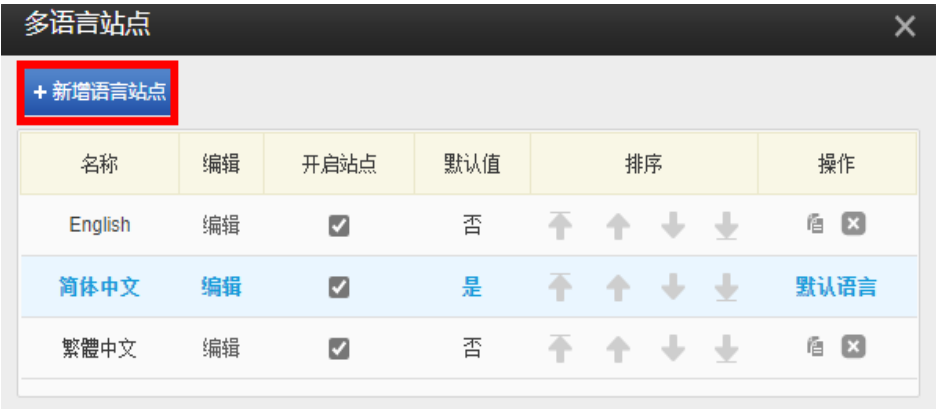 多语言站点
+ 新增语言站点
名称 编辑 开启站点 默认值 排序 操作
English 编辑 否
简体中文 编辑 是 默认语言
繁體中文 编辑 否